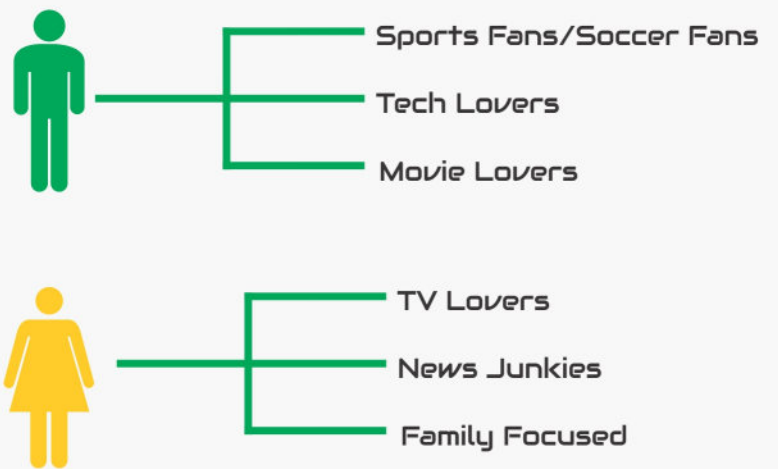 Sports Fans/Soccer Fans
Tech Lovers
Movie Lovers
TV Lovers
News Junkies
Family Focused